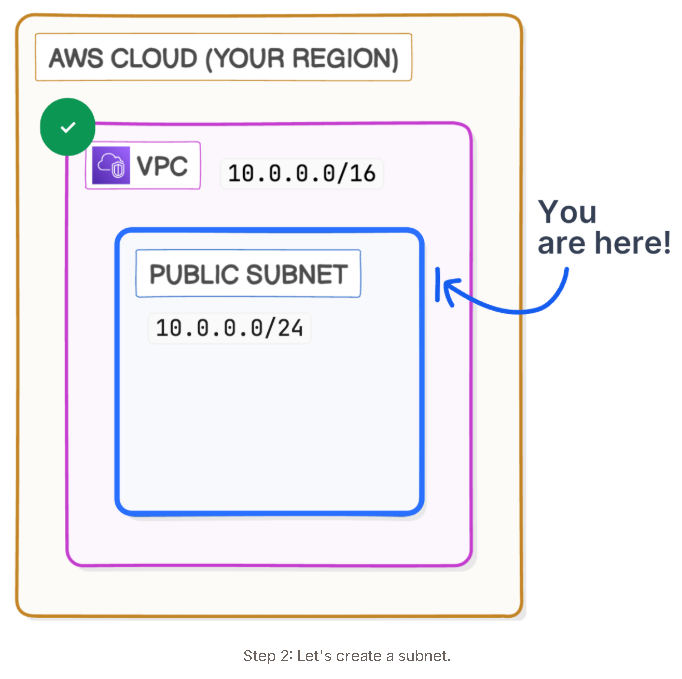 AWS CLOUD (YOUR REGION)
VPC
10.0.0.0/16
You
are here!
PUBLIC SUBNET
10.0.0.0/24
Step 2: Let's create a subnet.